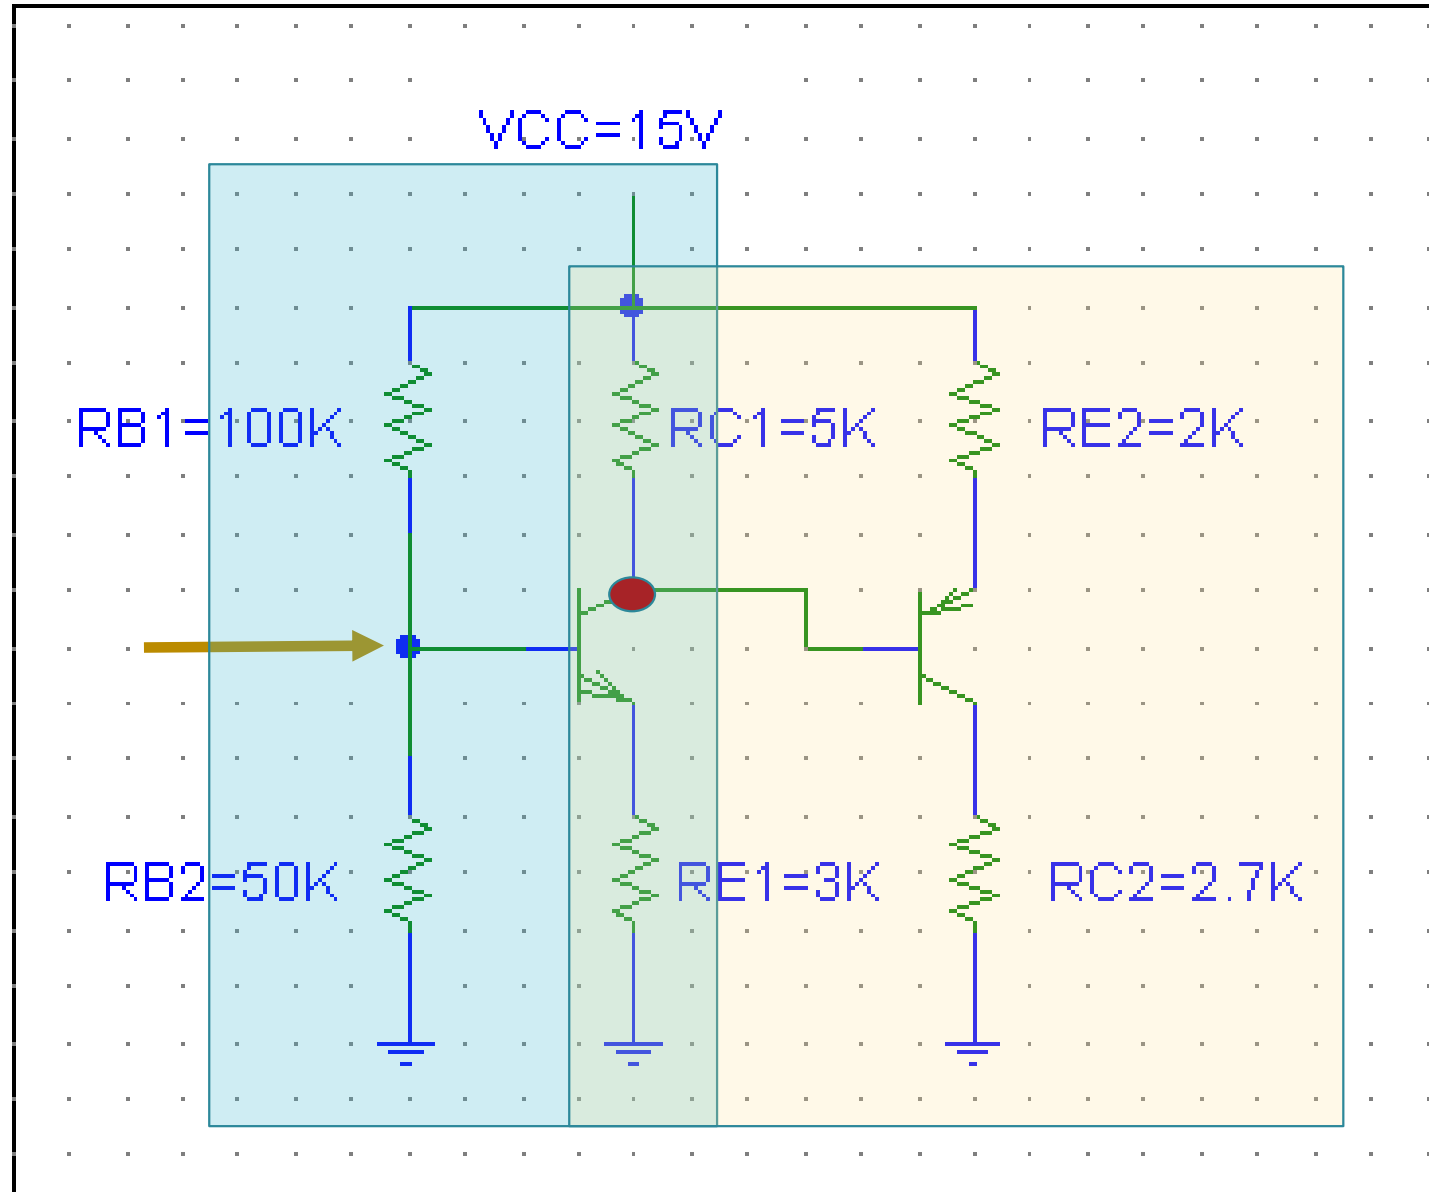 VCC=15V
RB1=100K
RC1=5K
RE2=2K
RB2=50K
RE1=3K
RC2=2.7K